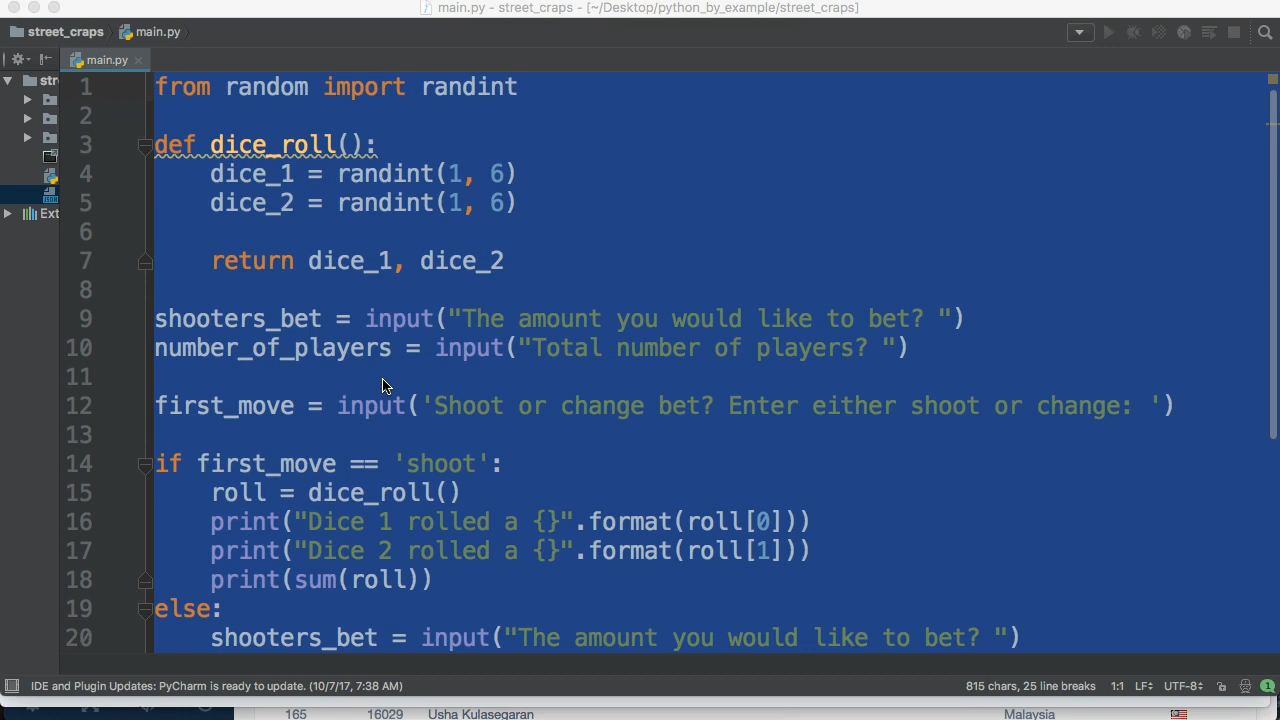 main.py - street_craps - [~/Desktop/python_by_example/street_craps]
street_craps main.py
main.py
str
1 from random import randint
2
3 def dice_roll():
4 dice_1 = randint(1, 6)
5 dice_2 = randint(1, 6)
6
7 return dice_1, dice_2
8
9 shooters_bet = input("The amount you would like to bet? ")
10 number_of_players = input("Total number of players? ")
11
12 first_move = input('Shoot or change bet? Enter either shoot or change: ')
13
14 if first_move == 'shoot':
15 roll = dice_roll()
16 print("Dice 1 rolled a {}".format(roll[0]))
17 print("Dice 2 rolled a {}".format(roll[1]))
18 print(sum(roll))
19 else:
20 shooters_bet = input("The amount you would like to bet? ")
Ext
IDE and Plugin Updates: PyCharm is ready to update. (10/7/17, 7:38 AM) 815 chars, 25 line breaks 1:1 LF UTF-8 1
165 16029 Usha Kulasegaran Malaysia